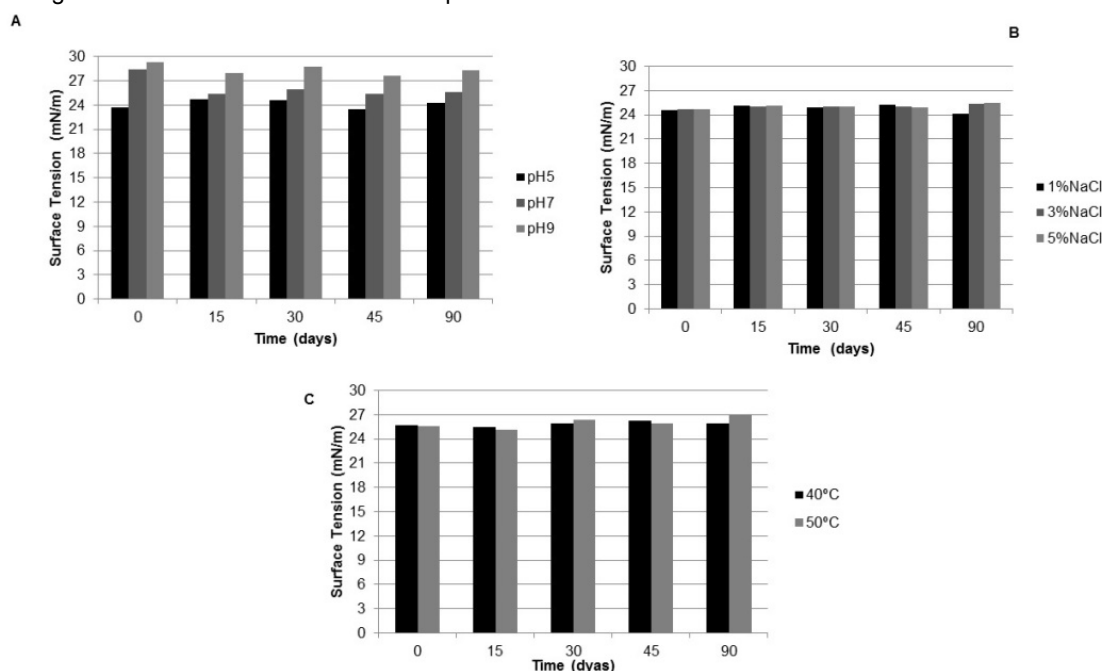 A
30
27
24
21
18
15
12
9
6
3
0
Surface Tension (mN/m)
0 15 30 45 90
Time (days)
pH5
pH7
pH9
B
30
27
24
21
18
15
12
9
6
3
0
Surface Tension (mN/m)
0 15 30 45 90
Time (days)
1%NaCl
3%NaCl
5%NaCl
C
30
27
24
21
18
15
12
9
6
3
0
Surface Tension (mN/m)
0 15 30 45 90
Time (dyas)
40ºC
50ºC